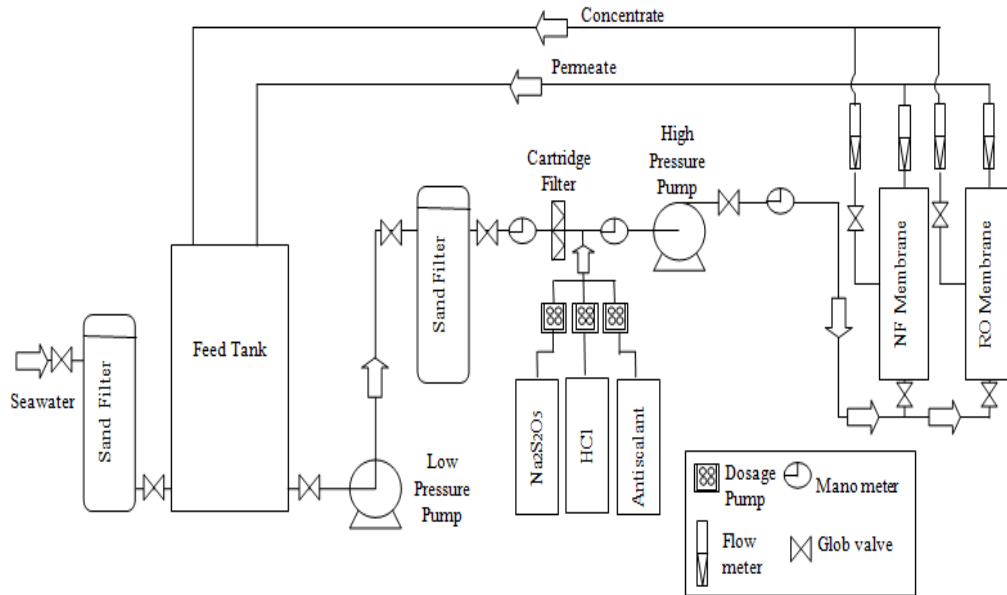 Concentrate
Permeate
High
Pressure
Pump
Cartridge
Filter
Sand Filter
NF Membrane
RO Membrane
Feed Tank
Seawater
Sand Filter
Low
Pressure
Pump
Na2S2O5
HCl
Antiscalant
Dosage
Pump
Mano meter
Flow
meter
Glob valve